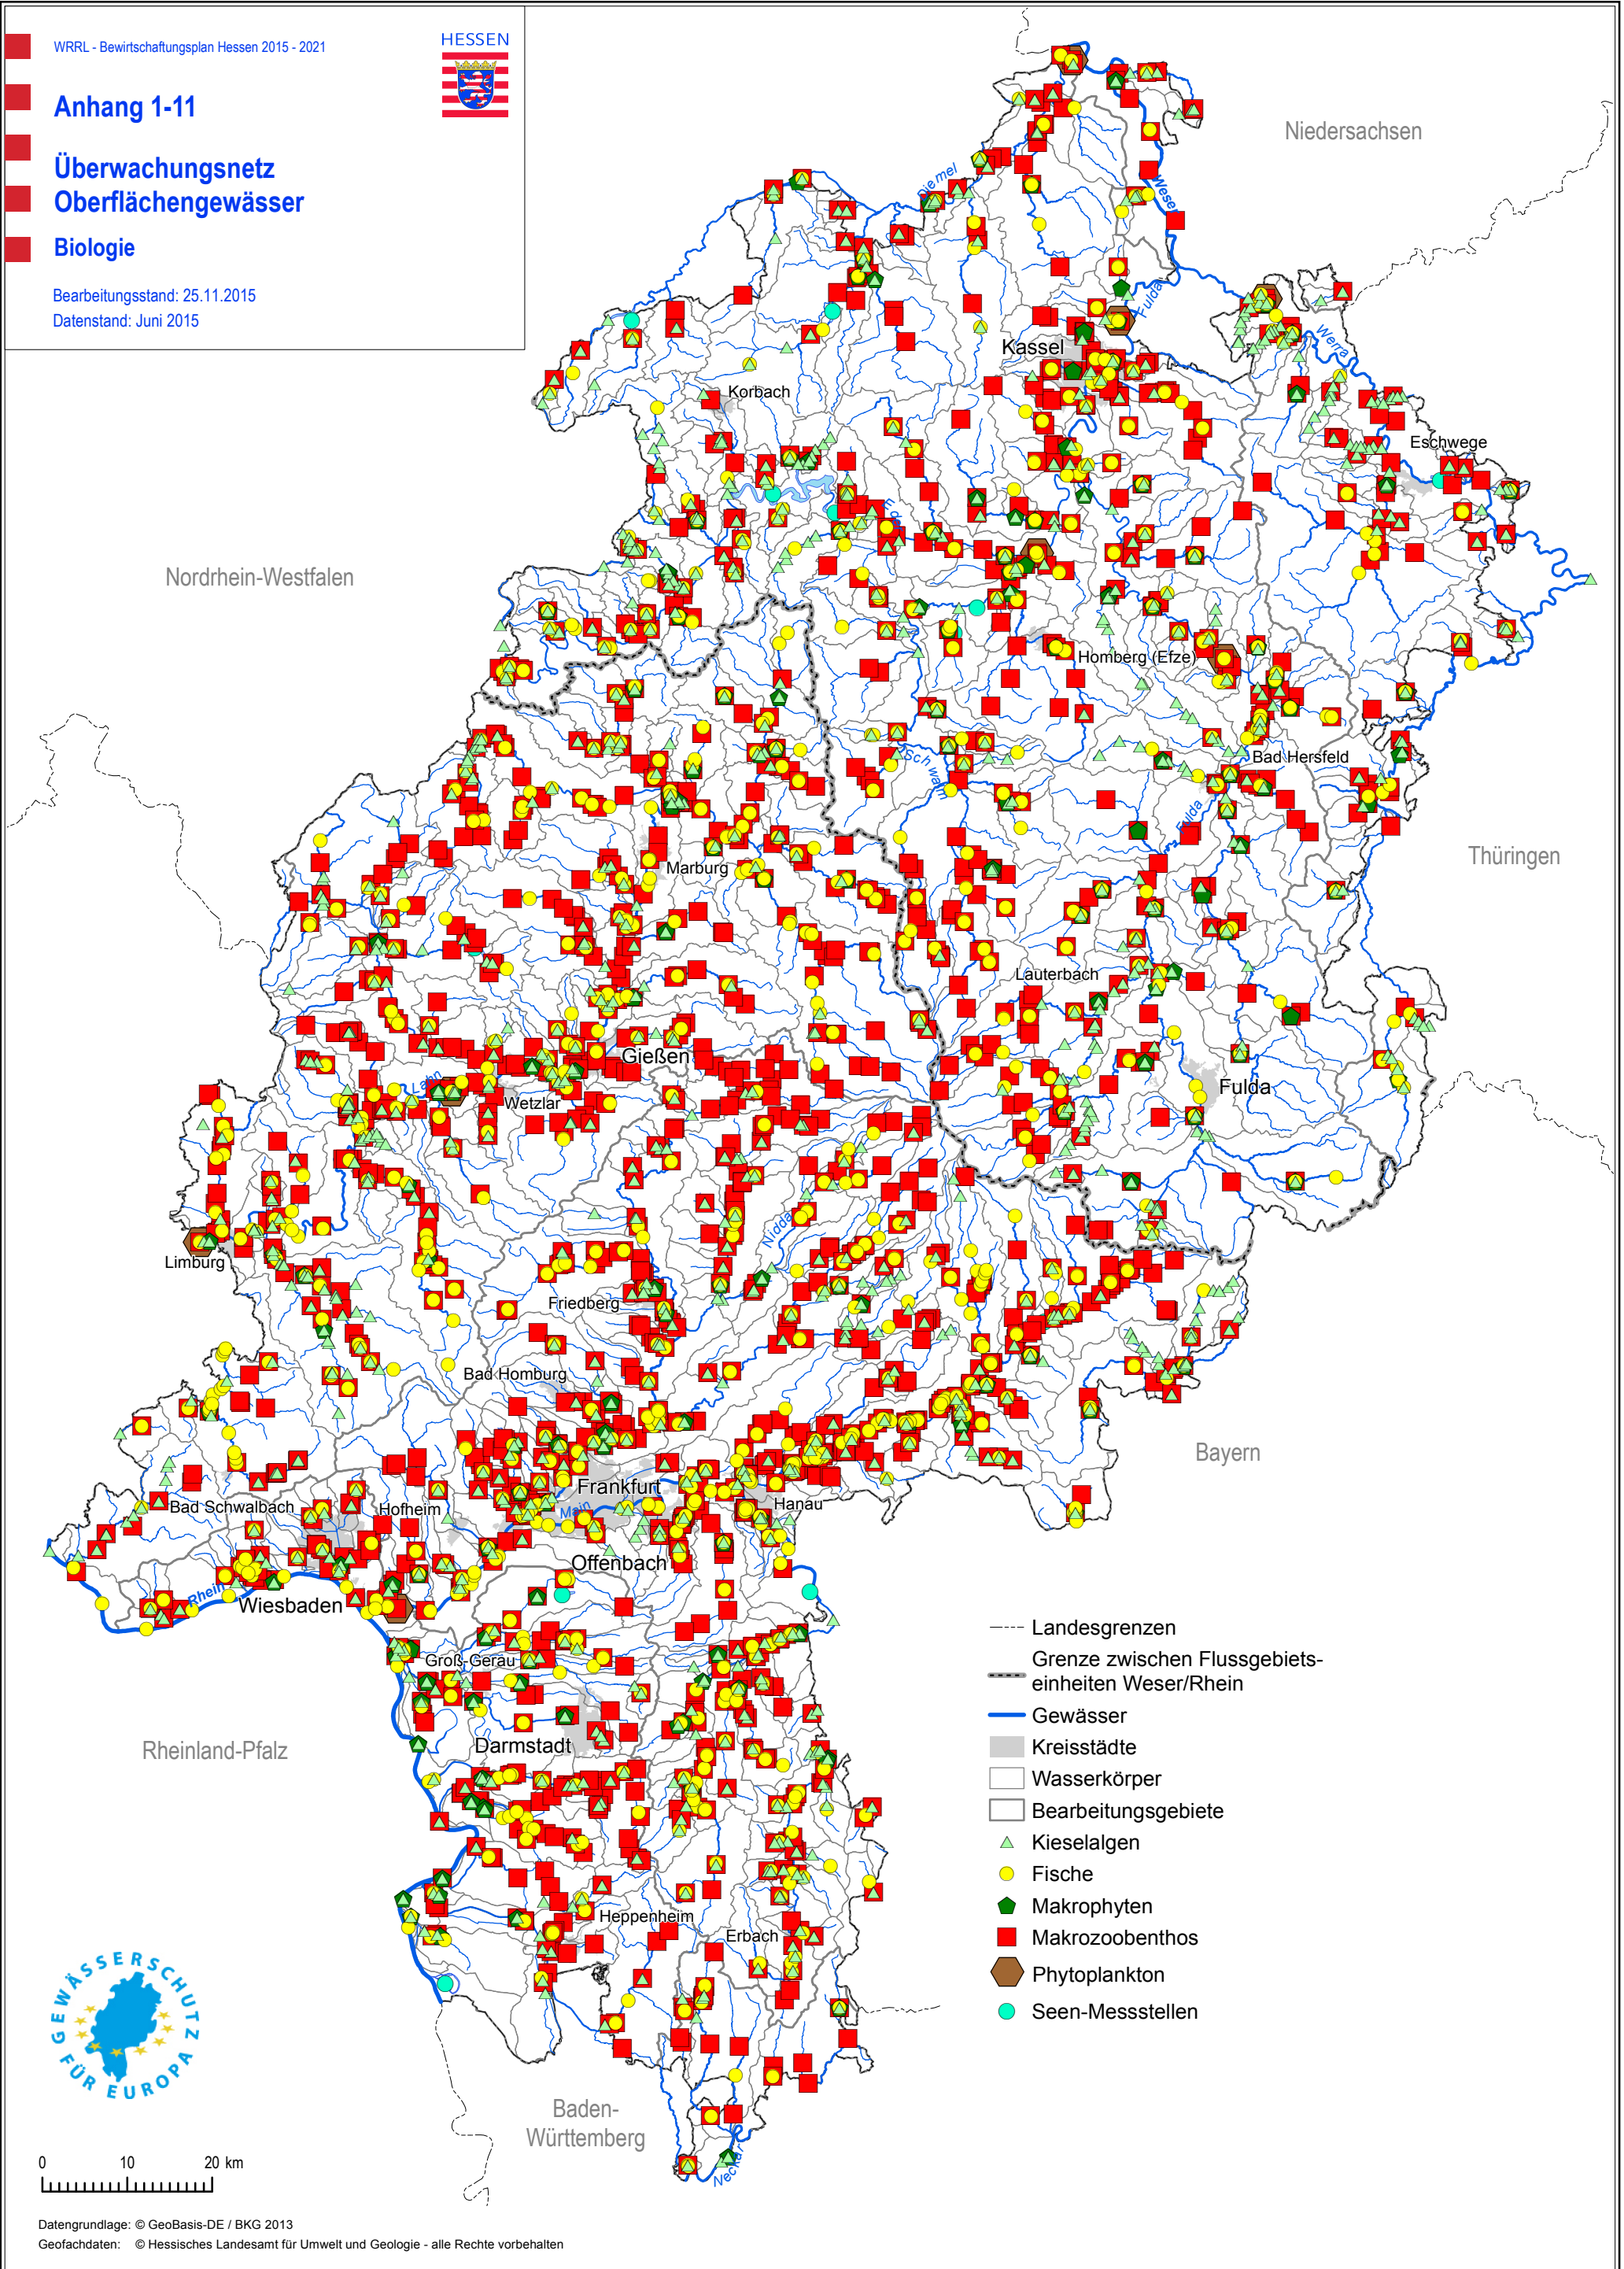 WRRL - Bewirtschaftungsplan Hessen 2015 - 2021
HESSEN
Anhang 1-11
Überwachungsnetz
Oberflächengewässer
Biologie
Bearbeitungsstand: 25.11.2015
Datenstand: Juni 2015
Niedersachsen
Diemel
Weser
Fulda
Werra
Kassel
Korbach
Eschwege
Nordrhein-Westfalen
Homberg (Efze)
Schwalm
Bad Hersfeld
Fulda
Thüringen
Marburg
Lauterbach
Gießen
Lahn
Wetzlar
Fulda
Nidda
Limburg
Friedberg
Bad Homburg
Bayern
Frankfurt
Bad Schwalbach
Hofheim
Hanau
Main
Offenbach
Rhein
Wiesbaden
Groß-Gerau
Rheinland-Pfalz
Darmstadt
Heppenheim
Erbach
Baden-
Württemberg
Neckar
Landesgrenzen
Grenze zwischen Flussgebiets-
einheiten Weser/Rhein
Gewässer
Kreisstädte
Wasserkörper
Bearbeitungsgebiete
Kieselalgen
Fische
Makrophyten
Makrozoobenthos
Phytoplankton
Seen-Messstellen
GEWÄSSERSCHUTZ
FÜR EUROPA
0 10 20 km
Datengrundlage: © GeoBasis-DE / BKG 2013
Geofachdaten: © Hessisches Landesamt für Umwelt und Geologie - alle Rechte vorbehalten